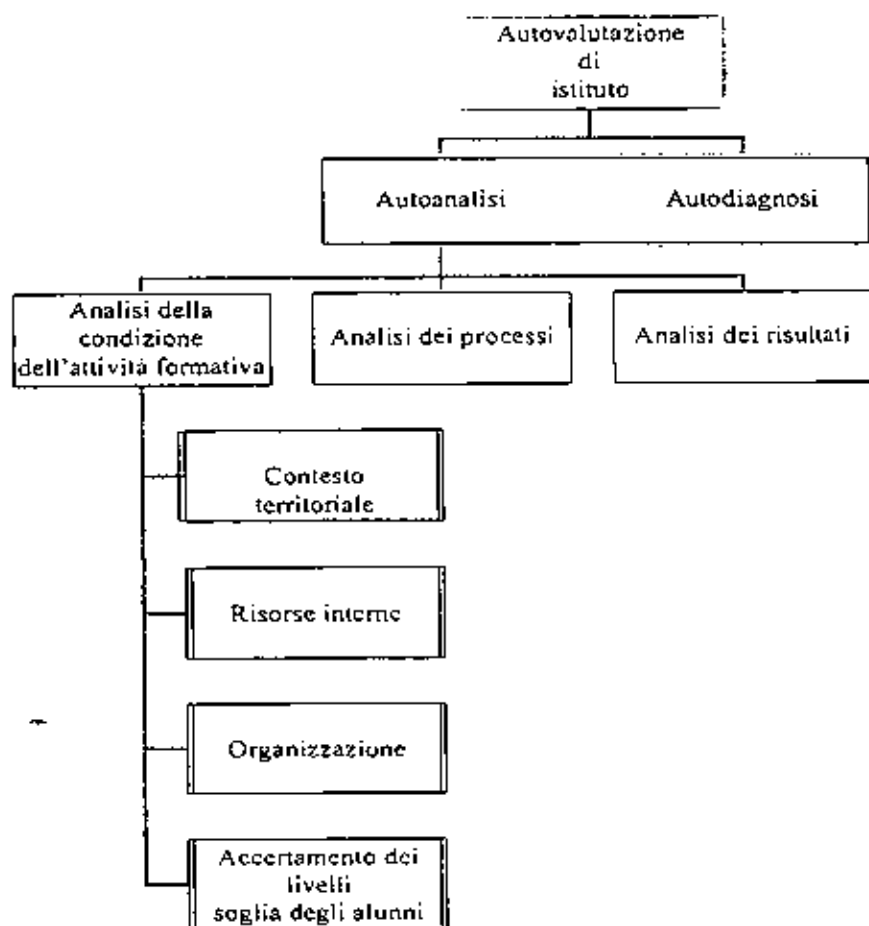 Autovalutazione
di
istituto
Autoanalisi Autodiagnosi
Analisi della
condizione
dell'attività formativa
Analisi dei processi
Analisi dei risultati
Contesto
territoriale
Risorse interne
Organizzazione
Accertamento dei
livelli
soglia degli alunni